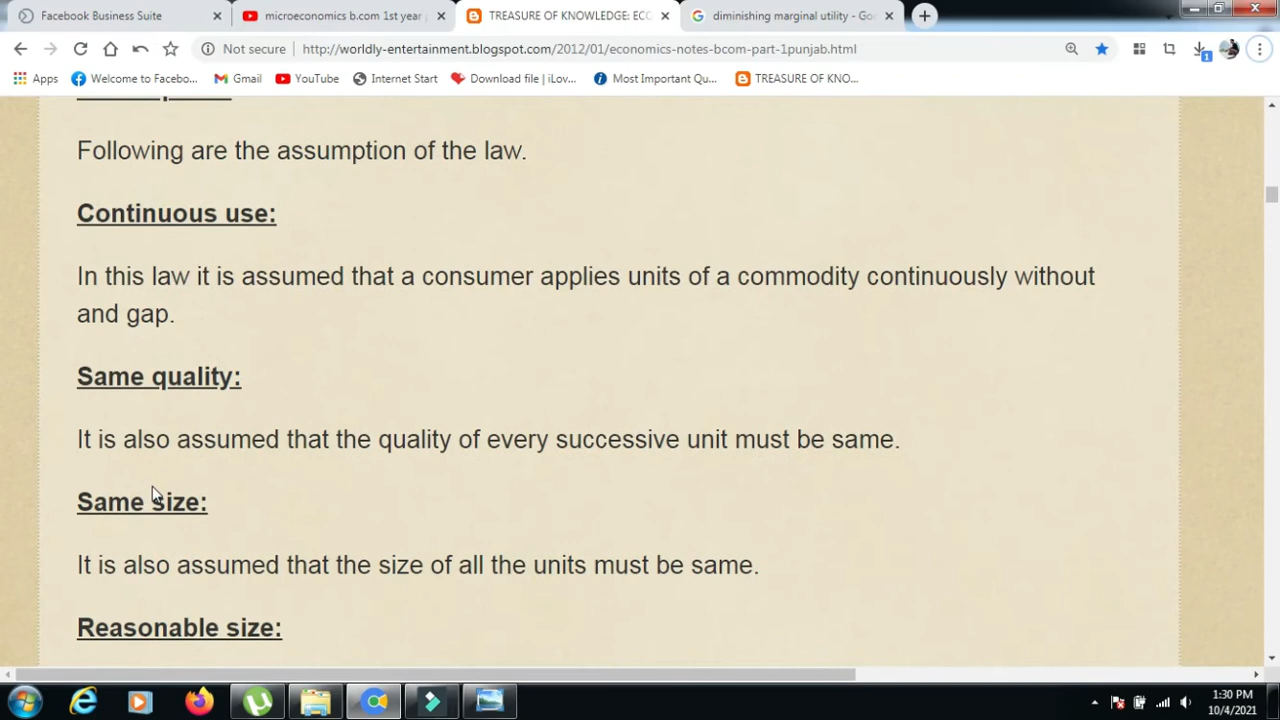 Facebook Business Suite
microeconomics b.com 1st year
TREASURE OF KNOWLEDGE: ECO
diminishing marginal utility - Goo
Not secure
http://worldly-entertainment.blogspot.com/2012/01/economics-notes-bcom-part-1punjab.html
1
Apps
Welcome to Facebo...
Gmail
YouTube
Internet Start
Download file | iLov...
Most Important Qu...
TREASURE OF KNO...
Following are the assumption of the law.
Continuous use:
In this law it is assumed that a consumer applies units of a commodity continuously without
and gap.
Same quality:
It is also assumed that the quality of every successive unit must be same.
Same size:
It is also assumed that the size of all the units must be same.
Reasonable size:
1:30 PM
10/4/2021